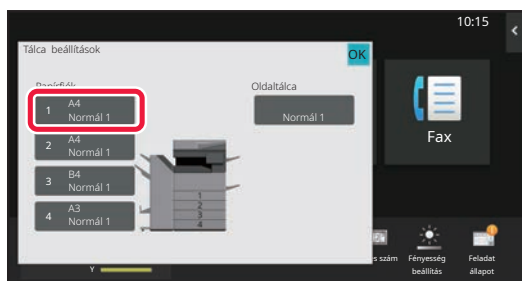 10:15
Tálca beállítások
OK
Papírfiók
Oldaltálca
1 A4
Normál 1
Normál 1
2 A4
Normál 1
3 B4
Normál 1
4 A3
Normál 1
1
2
3
4
Fax
s szám
Fényesség
beállítás
Feladat
állapot
Y